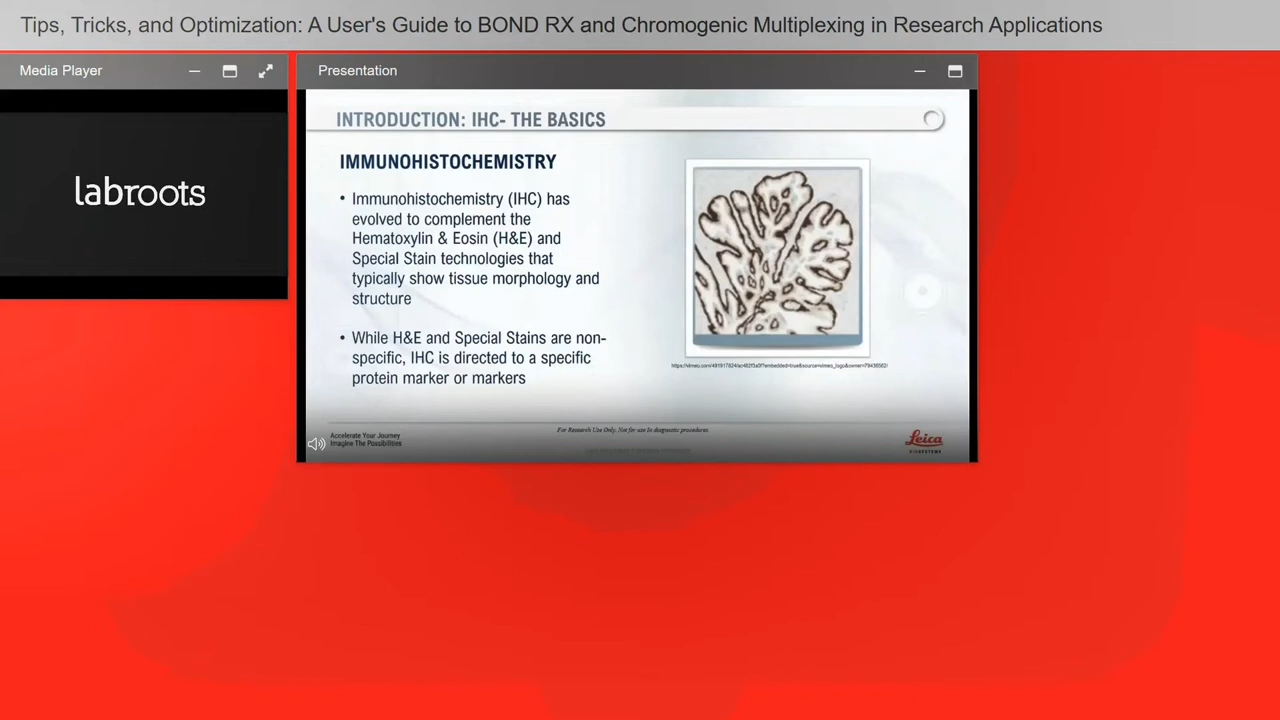 Tips, Tricks, and Optimization: A User's Guide to BOND RX and Chromogenic Multiplexing in Research Applications
Media Player
Presentation
labroots
INTRODUCTION: IHC- THE BASICS
IMMUNOHISTOCHEMISTRY
• Immunohistochemistry (IHC) has
evolved to complement the
Hematoxylin & Eosin (H&E) and
Special Stain technologies that
typically show tissue morphology and
structure
• While H&E and Special Stains are non-
specific, IHC is directed to a specific
protein marker or markers
For Research Use Only. Not for use In diagnostic procedures.
Accelerate Your Journey
Imagine The Possibilities
Leica
BIOSYSTEMS